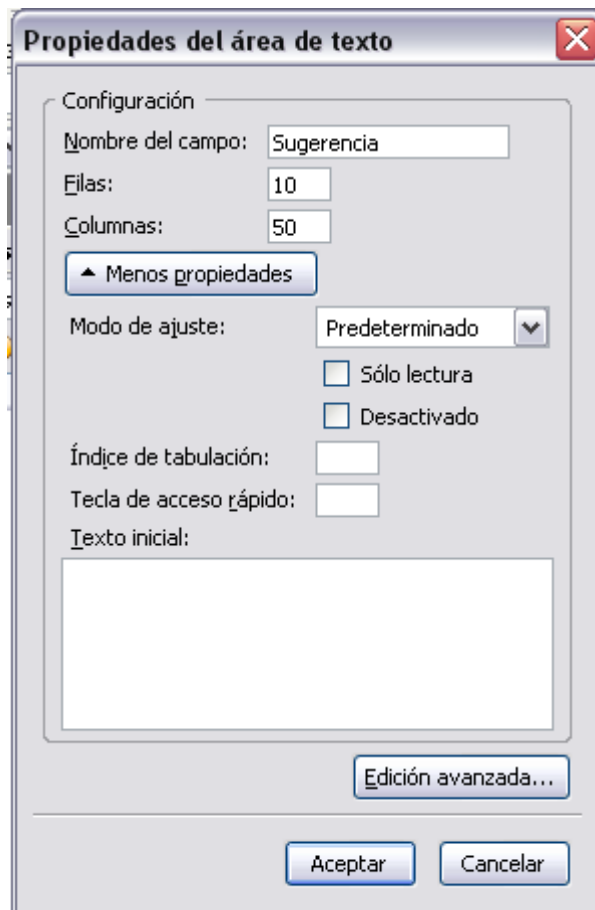 Propiedades del área de texto
Configuración
Nombre del campo: Sugerencia
Filas: 10
Columnas: 50
Menos propiedades
Modo de ajuste: Predeterminado
Sólo lectura
Desactivado
Índice de tabulación:
Tecla de acceso rápido:
Texto inicial:
Edición avanzada...
Aceptar Cancelar